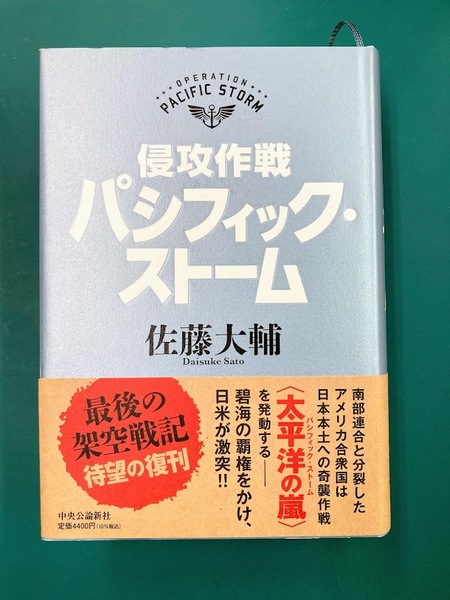 OPERATION
PACIFIC STORM
侵攻作戦
パシフィック・
ストーム
佐藤大輔
Daisuke Sato
南部連合と分裂した
アメリカ合衆国は
日本本土への奇襲作戦
〈太平洋の嵐〉
パシフィック・ストーム
を発動する――
碧海の覇権をかけ、
日米が激突!!
最後の
架空戦記
待望の復刊
中央公論新社
定価4400円(10%税込)